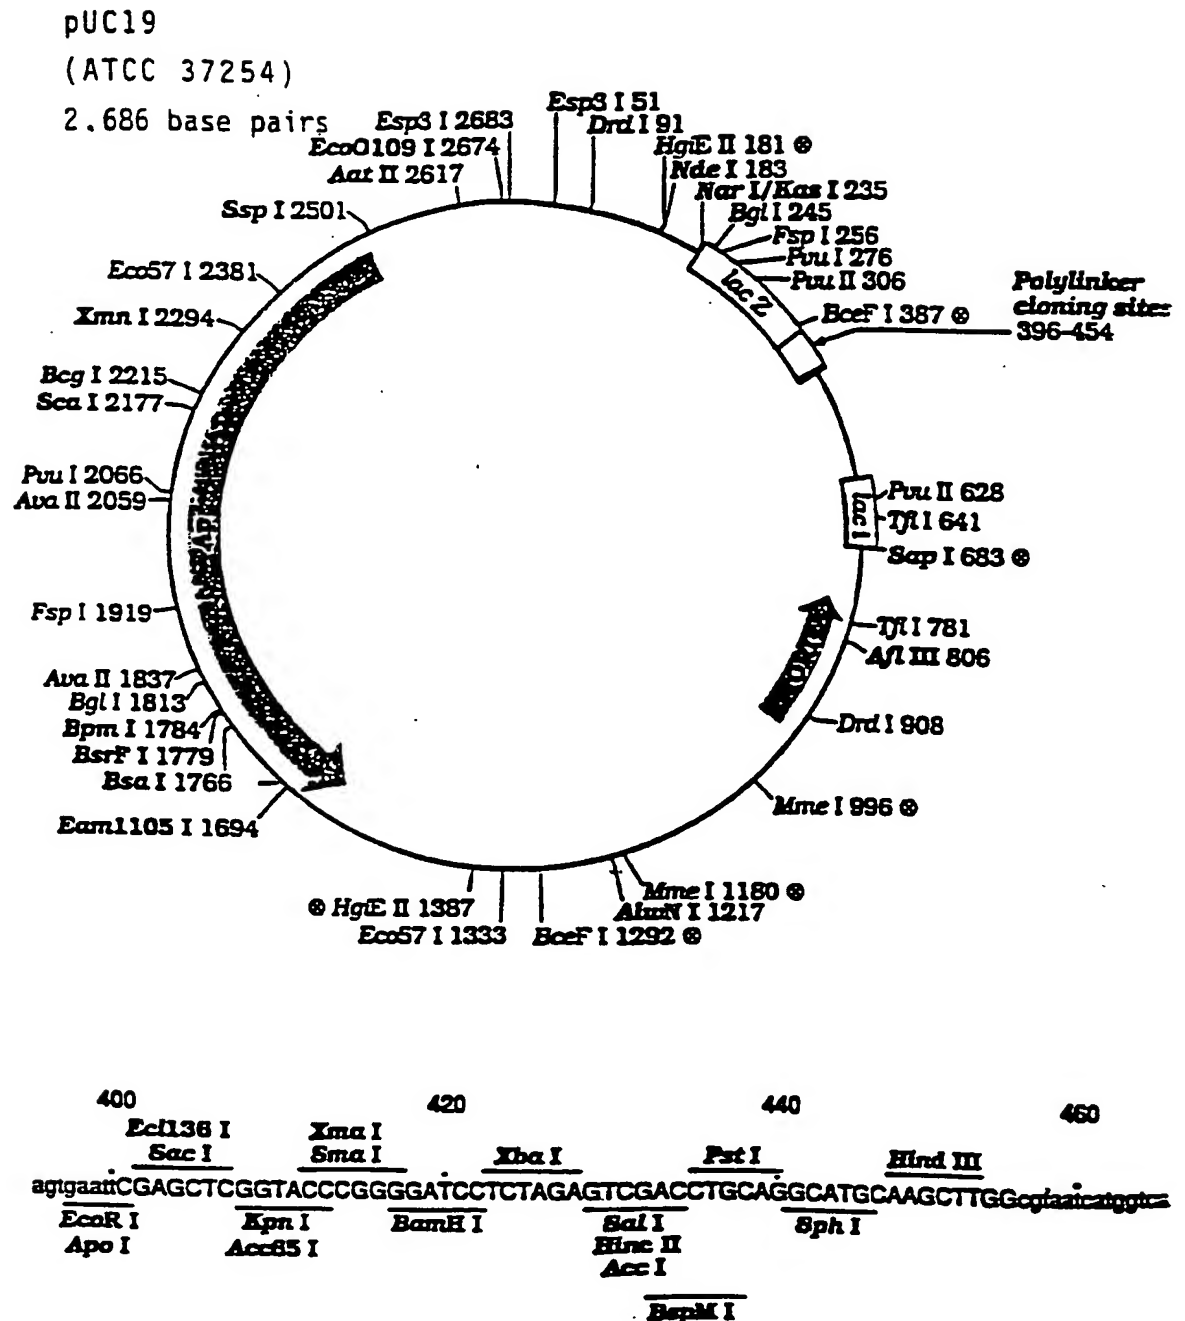 pUC19
(ATCC 37254)
2.686 base pairs
Esp3 I 2683
EcoO109 I 2674
Aat II 2617
Ssp I 2501
Eco57 I 2381
Xmn I 2294
Bcg I 2215
Sca I 2177
Pvu I 2066
Ava II 2059
Fsp I 1919
Ava II 1837
Bgl I 1813
Bpm I 1784
BsrF I 1779
Bsa I 1766
Eam1105 I 1694
⊗ HgiE II 1387
Eco57 I 1333
BceF I 1292 ⊗
AlwN I 1217
Mme I 1180 ⊗
Mme I 996 ⊗
Drd I 908
Afl III 806
Tfl I 781
Sap I 683 ⊗
Tfl I 641
Pvu II 628
Esp3 I 51
Drd I 91
HgiE II 181 ⊗
Nde I 183
Nar I/Kas I 235
Bgl I 245
Fsp I 256
Pvu I 276
Pvu II 306
BceF I 387 ⊗
Polylinker
cloning sites
396-454
lac Z
lac I
ORI
AP
400 420 440 460
Ecl136 I Xma I
Sac I Sma I Xba I Pst I Hind III
agtgaattCGAGCTCGGTACCCGGGGATCCTCTAGAGTCGACCTGCAGGCATGCAAGCTTGGcgtaatcatggtca
EcoR I Kpn I BamH I Sal I Sph I
Apo I Acc65 I Hinc II
Acc I
BspM I